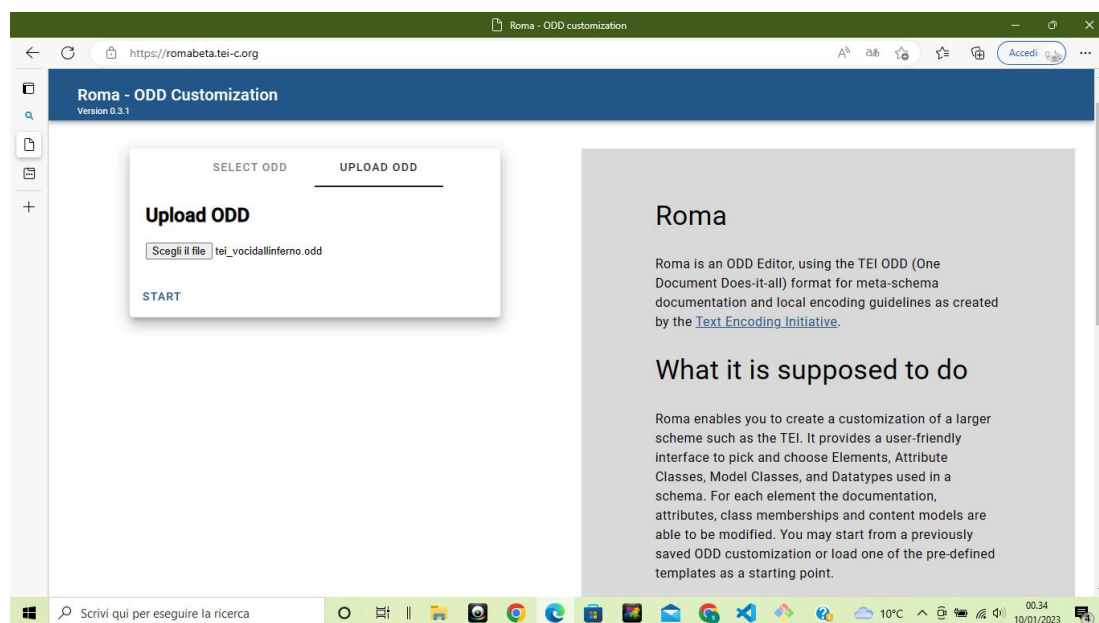 Roma - ODD customization
https://romabeta.tei-c.org
Accedi
Roma - ODD Customization
Version 0.3.1
SELECT ODD
UPLOAD ODD
Upload ODD
Scegli il file tei_vocidallinferno.odd
START
Roma
Roma is an ODD Editor, using the TEI ODD (One
Document Does-it-all) format for meta-schema
documentation and local encoding guidelines as created
by the Text Encoding Initiative.
What it is supposed to do
Roma enables you to create a customization of a larger
scheme such as the TEI. It provides a user-friendly
interface to pick and choose Elements, Attribute
Classes, Model Classes, and Datatypes used in a
schema. For each element the documentation,
attributes, class memberships and content models are
able to be modified. You may start from a previously
saved ODD customization or load one of the pre-defined
templates as a starting point.
Scrivi qui per eseguire la ricerca
10°C
00.34
10/01/2023
4